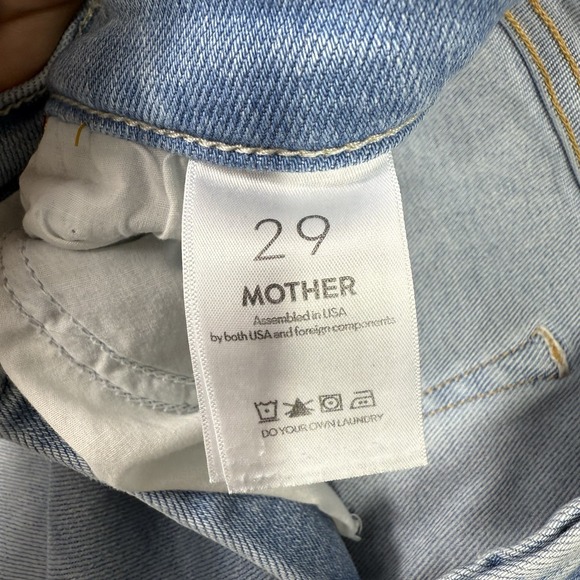 29
MOTHER
Assembled in USA
by both USA and foreign components
DO YOUR OWN LAUNDRY